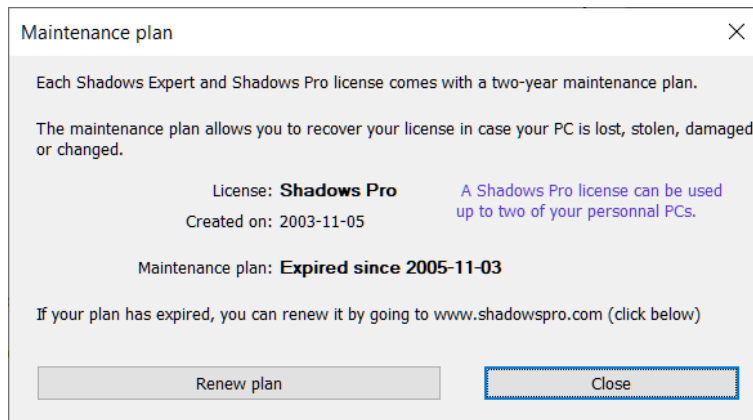 Maintenance plan
Each Shadows Expert and Shadows Pro license comes with a two-year maintenance plan.
The maintenance plan allows you to recover your license in case your PC is lost, stolen, damaged
or changed.
License: Shadows Pro
A Shadows Pro license can be used
up to two of your personnal PCs.
Created on: 2003-11-05
Maintenance plan: Expired since 2005-11-03
If your plan has expired, you can renew it by going to www.shadowspro.com (click below)
Renew plan
Close